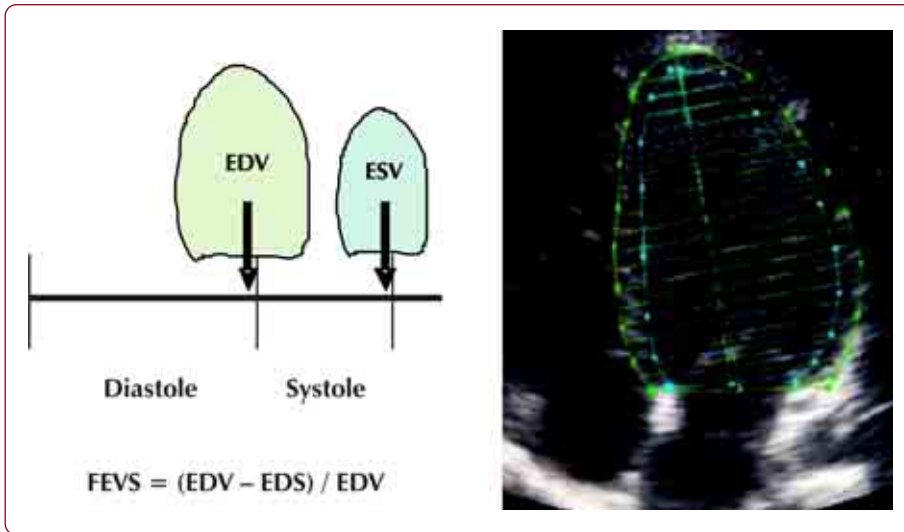 EDV
ESV
Diastole Systole
FEVS = (EDV – EDS) / EDV